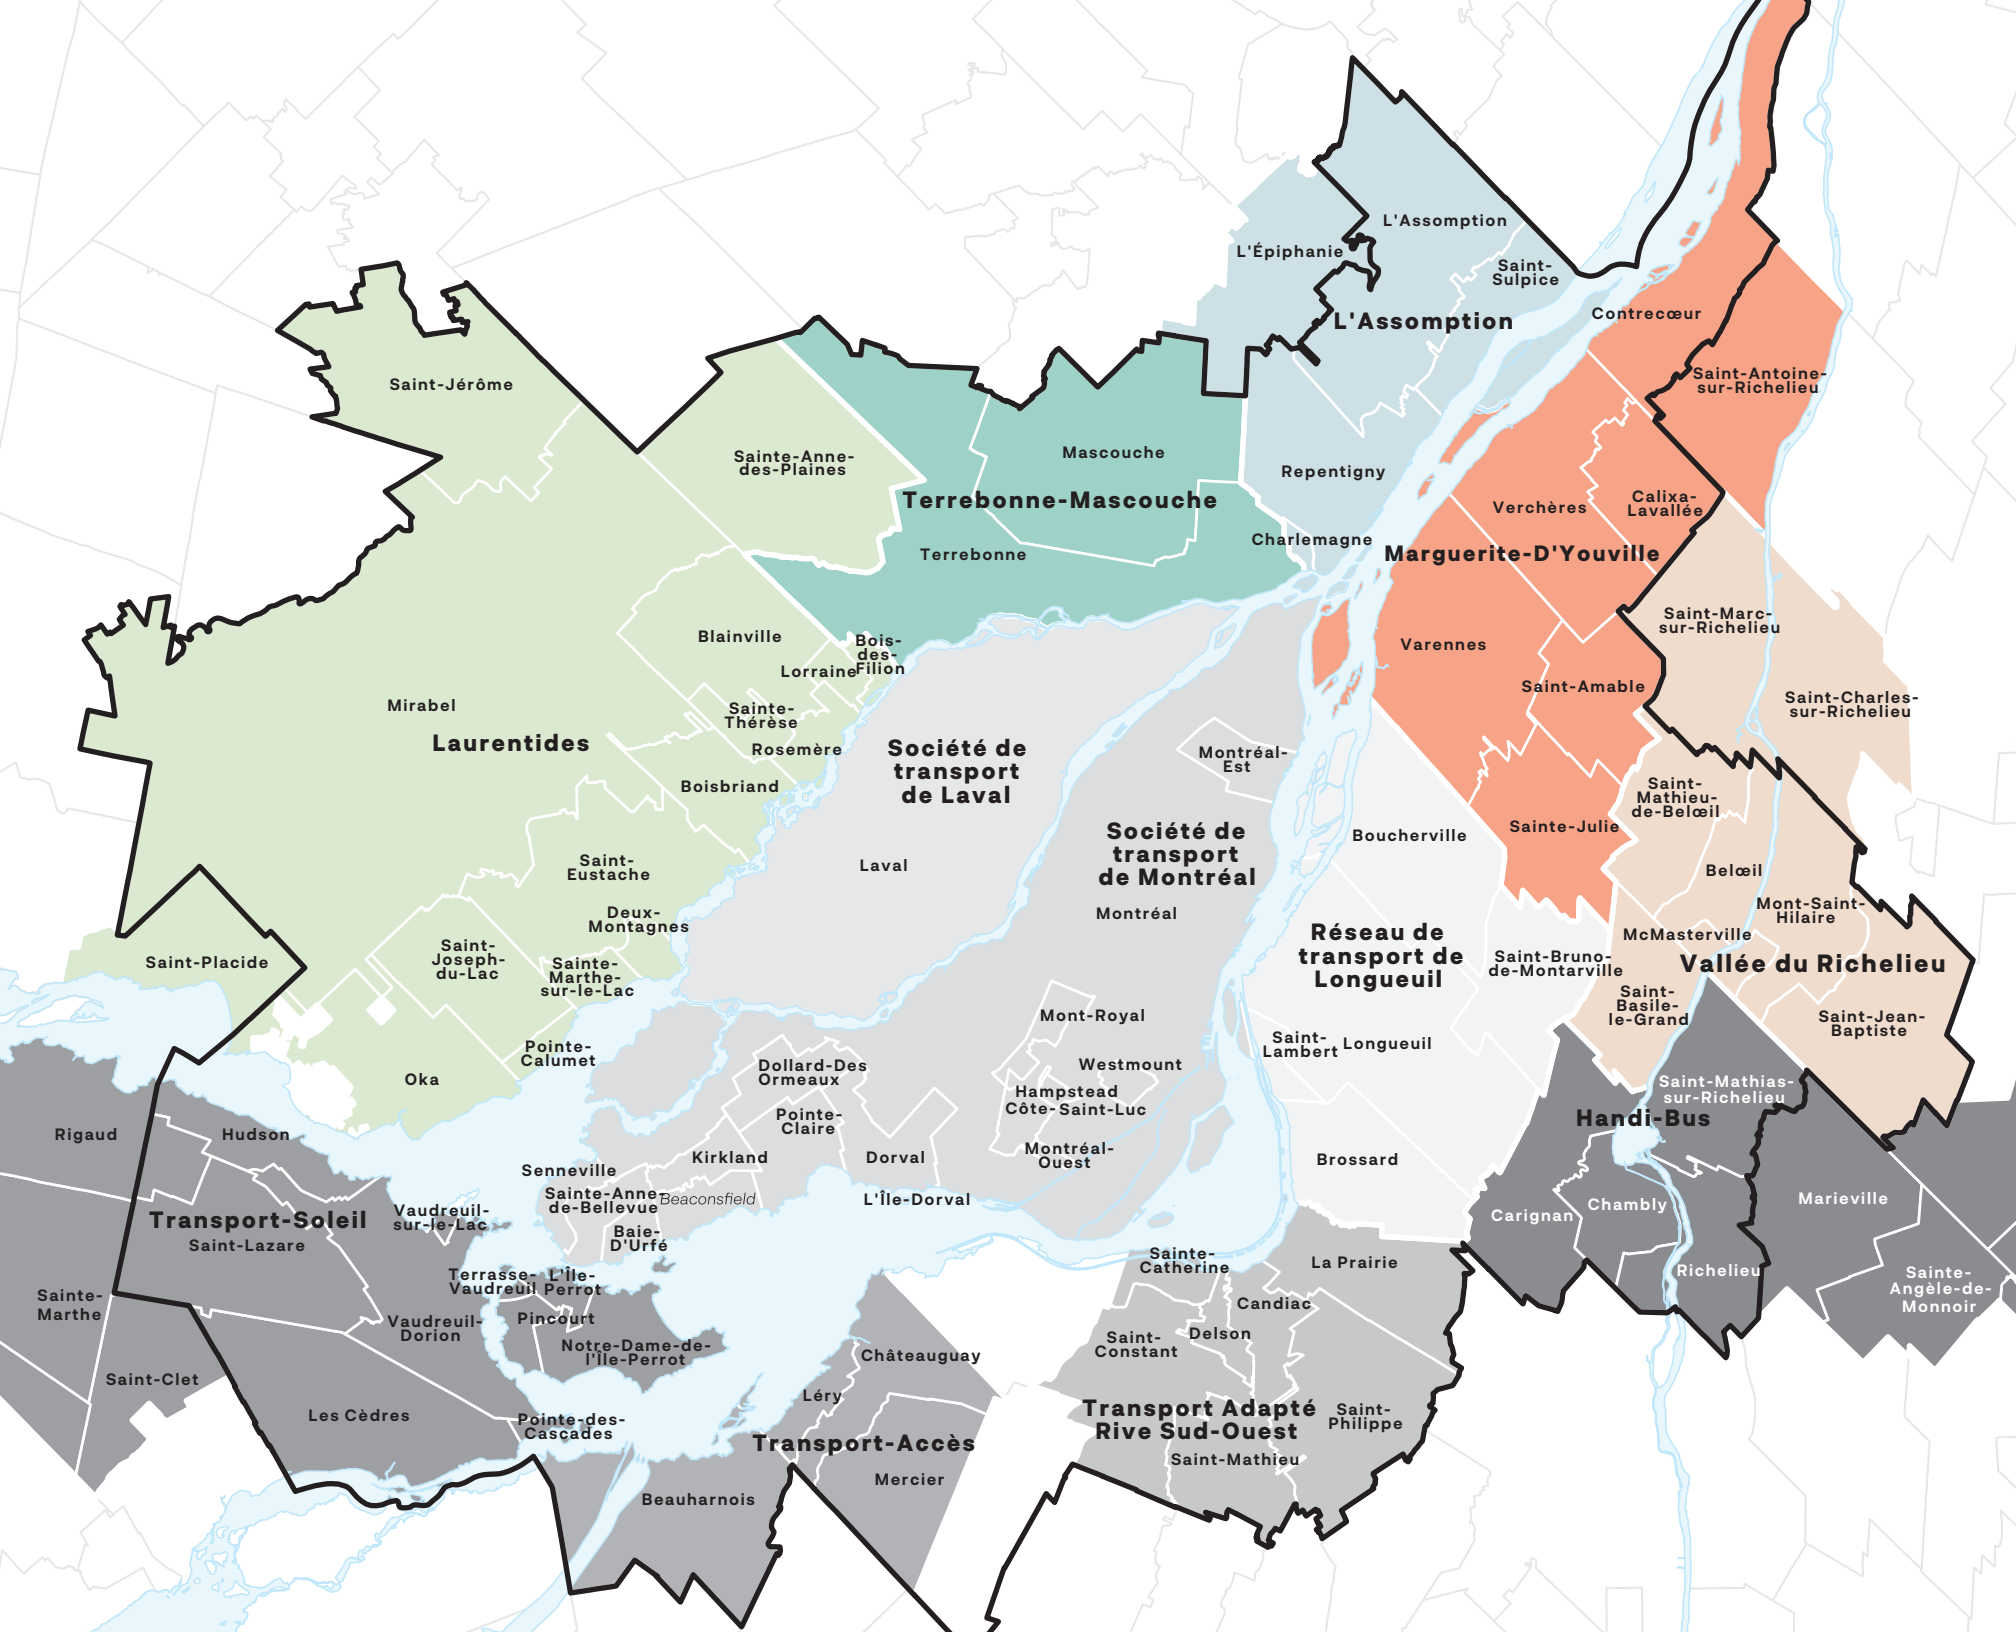 L'Assomption
L'Épiphanie
Saint-
Sulpice
L'Assomption
Contrecœur
Saint-Antoine-
sur-Richelieu
Saint-Jérôme
Sainte-Anne-
des-Plaines
Mascouche
Terrebonne-Mascouche
Terrebonne
Repentigny
Charlemagne
Verchères
Calixa-
Lavallée
Marguerite-D'Youville
Varennes
Saint-Amable
Sainte-Julie
Saint-Marc-
sur-Richelieu
Saint-Charles-
sur-Richelieu
Blainville
Bois-
des-
Filion
Lorraine
Mirabel
Sainte-
Thérèse
Laurentides
Rosemère
Boisbriand
Société de
transport
de Laval
Laval
Montréal-
Est
Société de
transport
de Montréal
Montréal
Boucherville
Saint-
Mathieu-
de-Belœil
Belœil
Mont-Saint-
Hilaire
McMasterville
Vallée du Richelieu
Saint-
Basile-
le-Grand
Saint-Jean-
Baptiste
Saint-
Eustache
Deux-
Montagnes
Saint-
Joseph-
du-Lac
Sainte-
Marthe-
sur-le-Lac
Saint-Placide
Pointe-
Calumet
Oka
Réseau de
transport de
Longueuil
Saint-Bruno-
de-Montarville
Saint-
Lambert
Longueuil
Brossard
Mont-Royal
Westmount
Hampstead
Côte-Saint-Luc
Montréal-
Ouest
Dollard-Des
Ormeaux
Pointe-
Claire
Kirkland
Dorval
L'Île-Dorval
Senneville
Sainte-Anne-
de-Bellevue
Beaconsfield
Baie-
D'Urfé
Saint-Mathias-
sur-Richelieu
Handi-Bus
Carignan
Chambly
Richelieu
Marieville
Sainte-
Angèle-de-
Monnoir
Rigaud
Hudson
Transport-Soleil
Saint-Lazare
Vaudreuil-
sur-le-Lac
Terrasse-
Vaudreuil
L'Île-
Perrot
Pincourt
Notre-Dame-de-
l'Île-Perrot
Vaudreuil-
Dorion
Sainte-
Marthe
Saint-Clet
Les Cèdres
Pointe-des-
Cascades
Châteauguay
Léry
Transport-Accès
Mercier
Beauharnois
Sainte-
Catherine
La Prairie
Candiac
Delson
Saint-
Constant
Transport Adapté
Rive Sud-Ouest
Saint-
Philippe
Saint-Mathieu